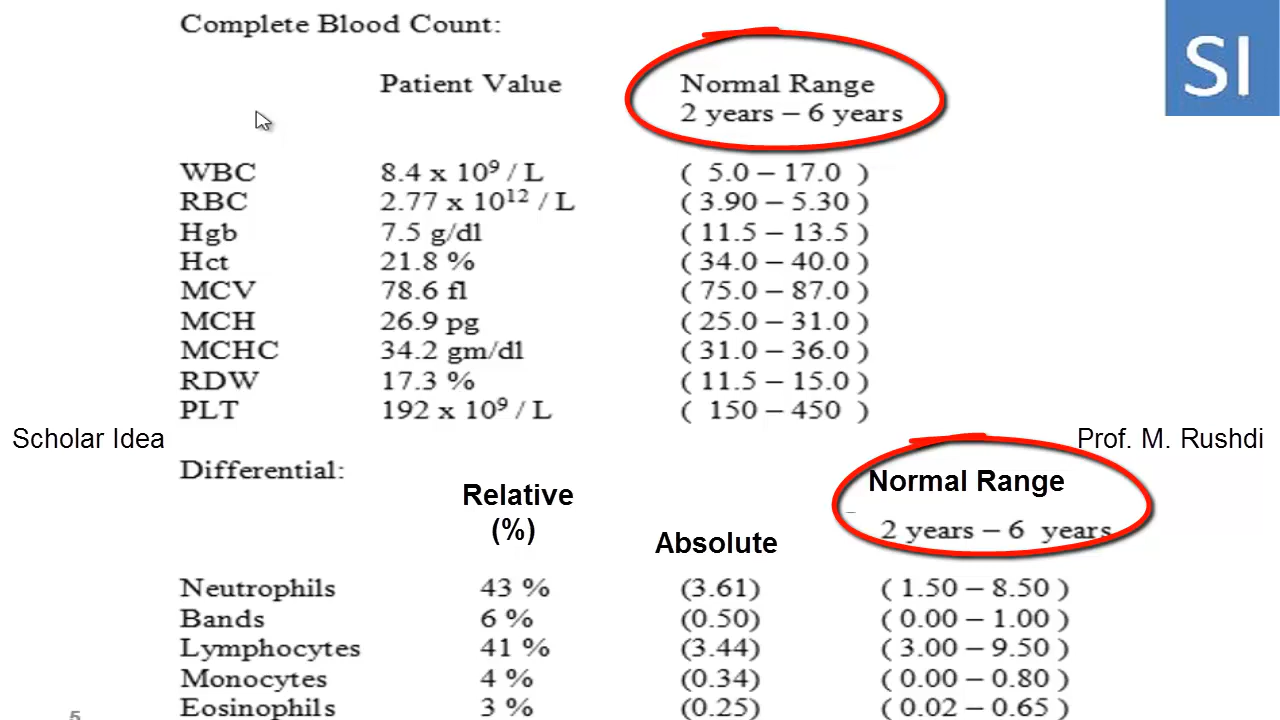 Complete Blood Count:
SI
Patient Value Normal Range
2 years – 6 years
WBC 8.4 x 10⁹ / L ( 5.0 – 17.0 )
RBC 2.77 x 10¹² / L ( 3.90 – 5.30 )
Hgb 7.5 g/dl ( 11.5 – 13.5 )
Hct 21.8 % ( 34.0 – 40.0 )
MCV 78.6 fl ( 75.0 – 87.0 )
MCH 26.9 pg ( 25.0 – 31.0 )
MCHC 34.2 gm/dl ( 31.0 – 36.0 )
RDW 17.3 % ( 11.5 – 15.0 )
PLT 192 x 10⁹ / L ( 150 – 450 )
Scholar Idea Prof. M. Rushdi
Differential:
Relative
(%)
Absolute
Normal Range
2 years – 6 years
Neutrophils 43 % (3.61) ( 1.50 – 8.50 )
Bands 6 % (0.50) ( 0.00 – 1.00 )
Lymphocytes 41 % (3.44) ( 3.00 – 9.50 )
Monocytes 4 % (0.34) ( 0.00 – 0.80 )
Eosinophils 3 % (0.25) ( 0.02 – 0.65 )
5